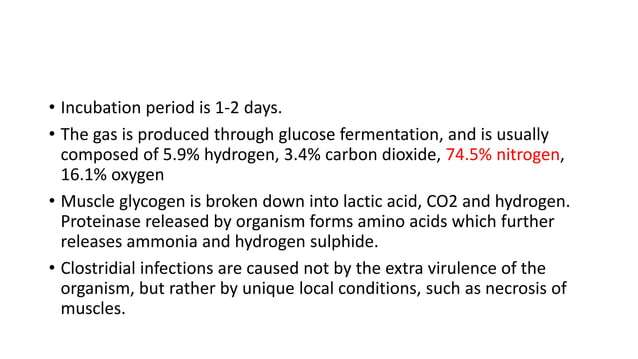 • Incubation period is 1-2 days.
• The gas is produced through glucose fermentation, and is usually
composed of 5.9% hydrogen, 3.4% carbon dioxide, 74.5% nitrogen,
16.1% oxygen
• Muscle glycogen is broken down into lactic acid, CO2 and hydrogen.
Proteinase released by organism forms amino acids which further
releases ammonia and hydrogen sulphide.
• Clostridial infections are caused not by the extra virulence of the
organism, but rather by unique local conditions, such as necrosis of
muscles.